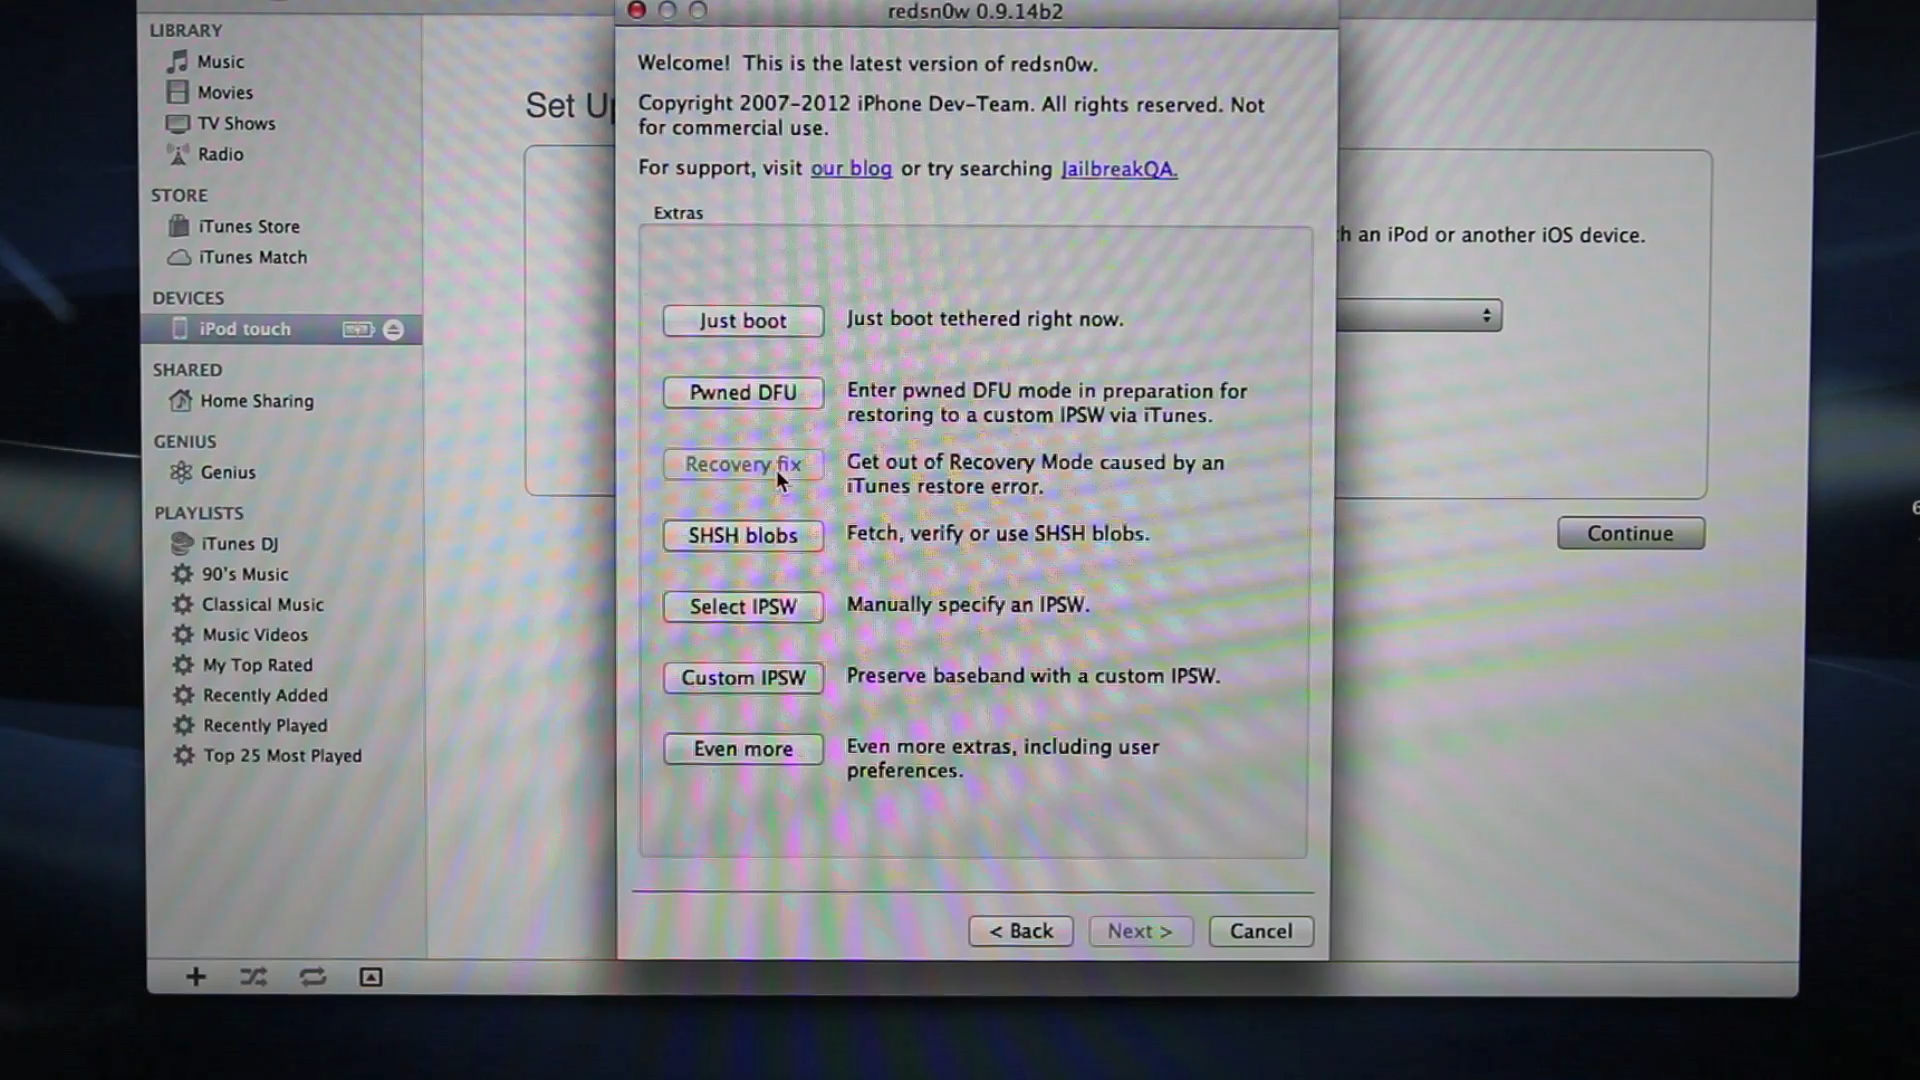 redsn0w 0.9.14b2
LIBRARY
Music
Movies
TV Shows
Radio
STORE
iTunes Store
iTunes Match
DEVICES
iPod touch
SHARED
Home Sharing
GENIUS
Genius
PLAYLISTS
iTunes DJ
90's Music
Classical Music
Music Videos
My Top Rated
Recently Added
Recently Played
Top 25 Most Played
Set
Welcome! This is the latest version of redsn0w.
Copyright 2007-2012 iPhone Dev-Team. All rights reserved. Not
for commercial use.
For support, visit our blog or try searching JailbreakQA.
Extras
Just boot
Just boot tethered right now.
Pwned DFU
Enter pwned DFU mode in preparation for
restoring to a custom IPSW via iTunes.
Recovery fix
Get out of Recovery Mode caused by an
iTunes restore error.
SHSH blobs
Fetch, verify or use SHSH blobs.
Select IPSW
Manually specify an IPSW.
Custom IPSW
Preserve baseband with a custom IPSW.
Even more
Even more extras, including user
preferences.
< Back
Next >
Cancel
an iPod or another iOS device.
Continue